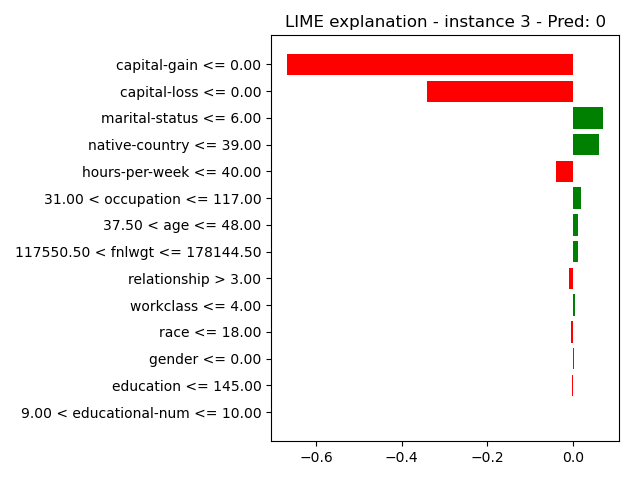 LIME explanation - instance 3 - Pred: 0
capital-gain <= 0.00
capital-loss <= 0.00
marital-status <= 6.00
native-country <= 39.00
hours-per-week <= 40.00
31.00 < occupation <= 117.00
37.50 < age <= 48.00
117550.50 < fnlwgt <= 178144.50
relationship > 3.00
workclass <= 4.00
race <= 18.00
gender <= 0.00
education <= 145.00
9.00 < educational-num <= 10.00
−0.6 −0.4 −0.2 0.0